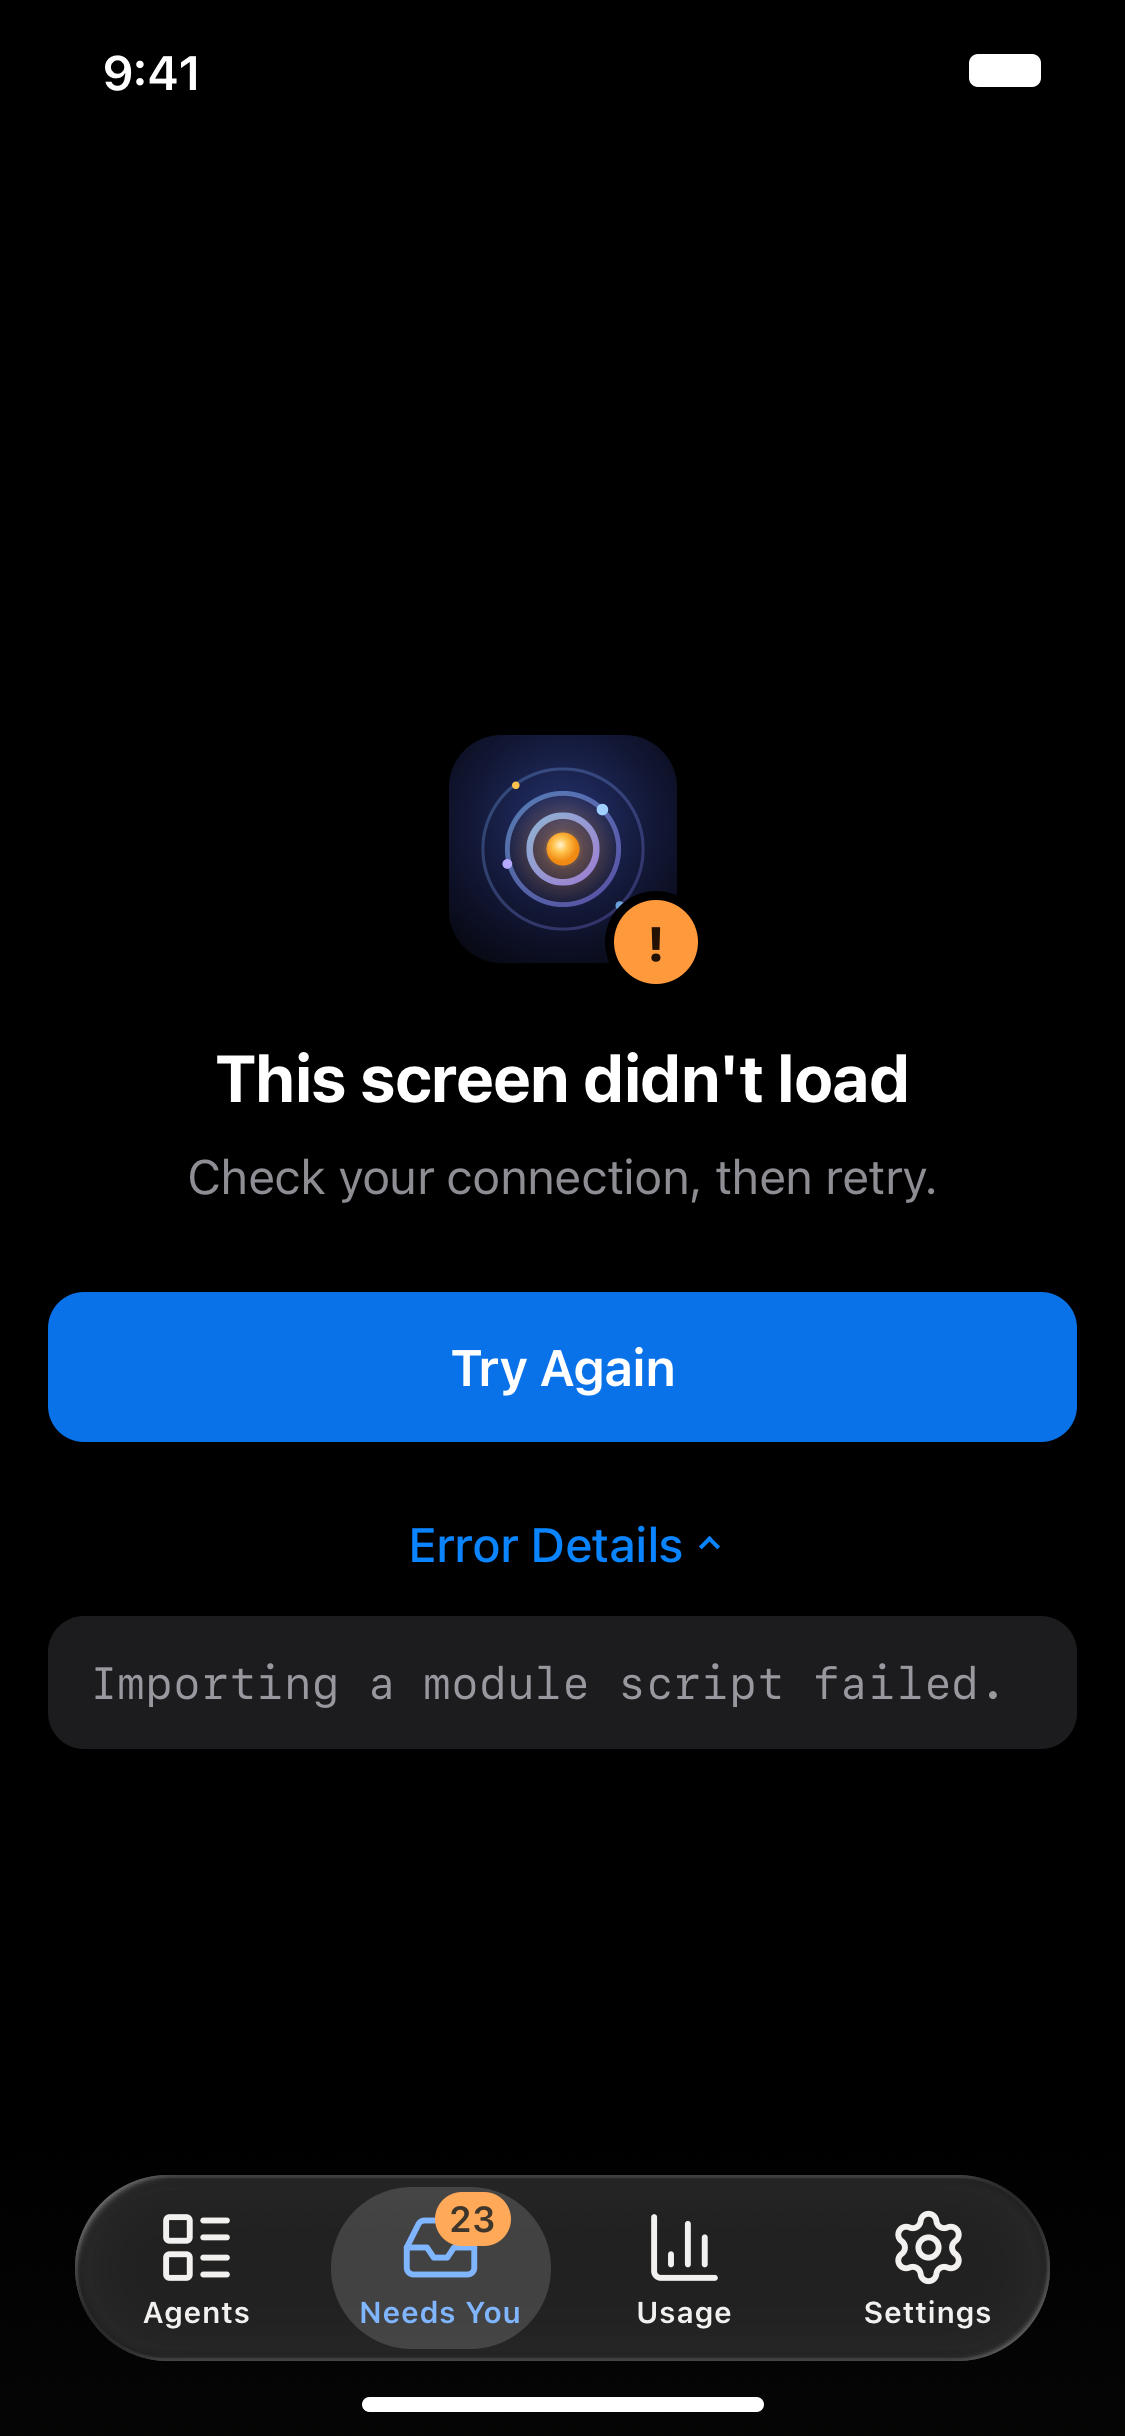 9:41
!
This screen didn't load
Check your connection, then retry.
Try Again
Error Details
Importing a module script failed.
23
Agents
Needs You
Usage
Settings